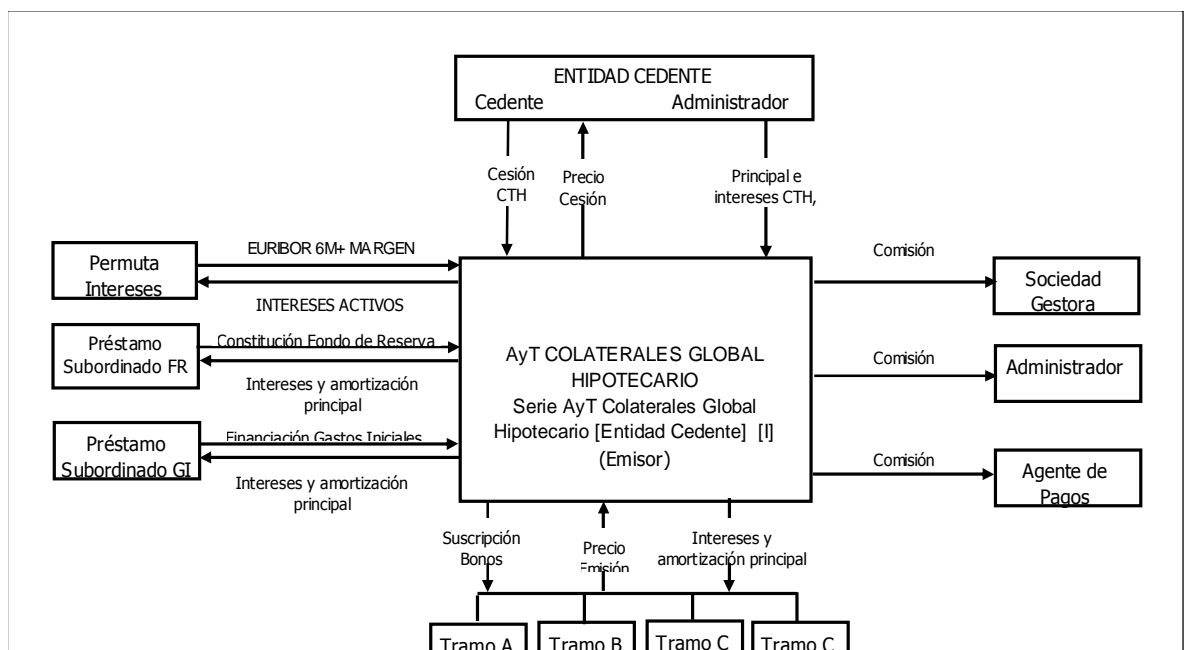 ENTIDAD CEDENTE
Cedente Administrador
Cesión
CTH
Precio
Cesión
Principal e
intereses CTH,
Permuta
Intereses
EURIBOR 6M+ MARGEN
INTERESES ACTIVOS
Préstamo
Subordinado FR
Constitución Fondo de Reserva
Intereses y amortización
principal
Préstamo
Subordinado GI
Financiación Gastos Iniciales
Intereses y amortización
principal
AyT COLATERALES GLOBAL
HIPOTECARIO
Serie AyT Colaterales Global
Hipotecario [Entidad Cedente] [I]
(Emisor)
Comisión
Sociedad
Gestora
Comisión
Administrador
Comisión
Agente de
Pagos
Suscripción
Bonos
Precio
Emisión
Intereses y
amortización principal
Tramo A
Tramo B
Tramo C
Tramo C